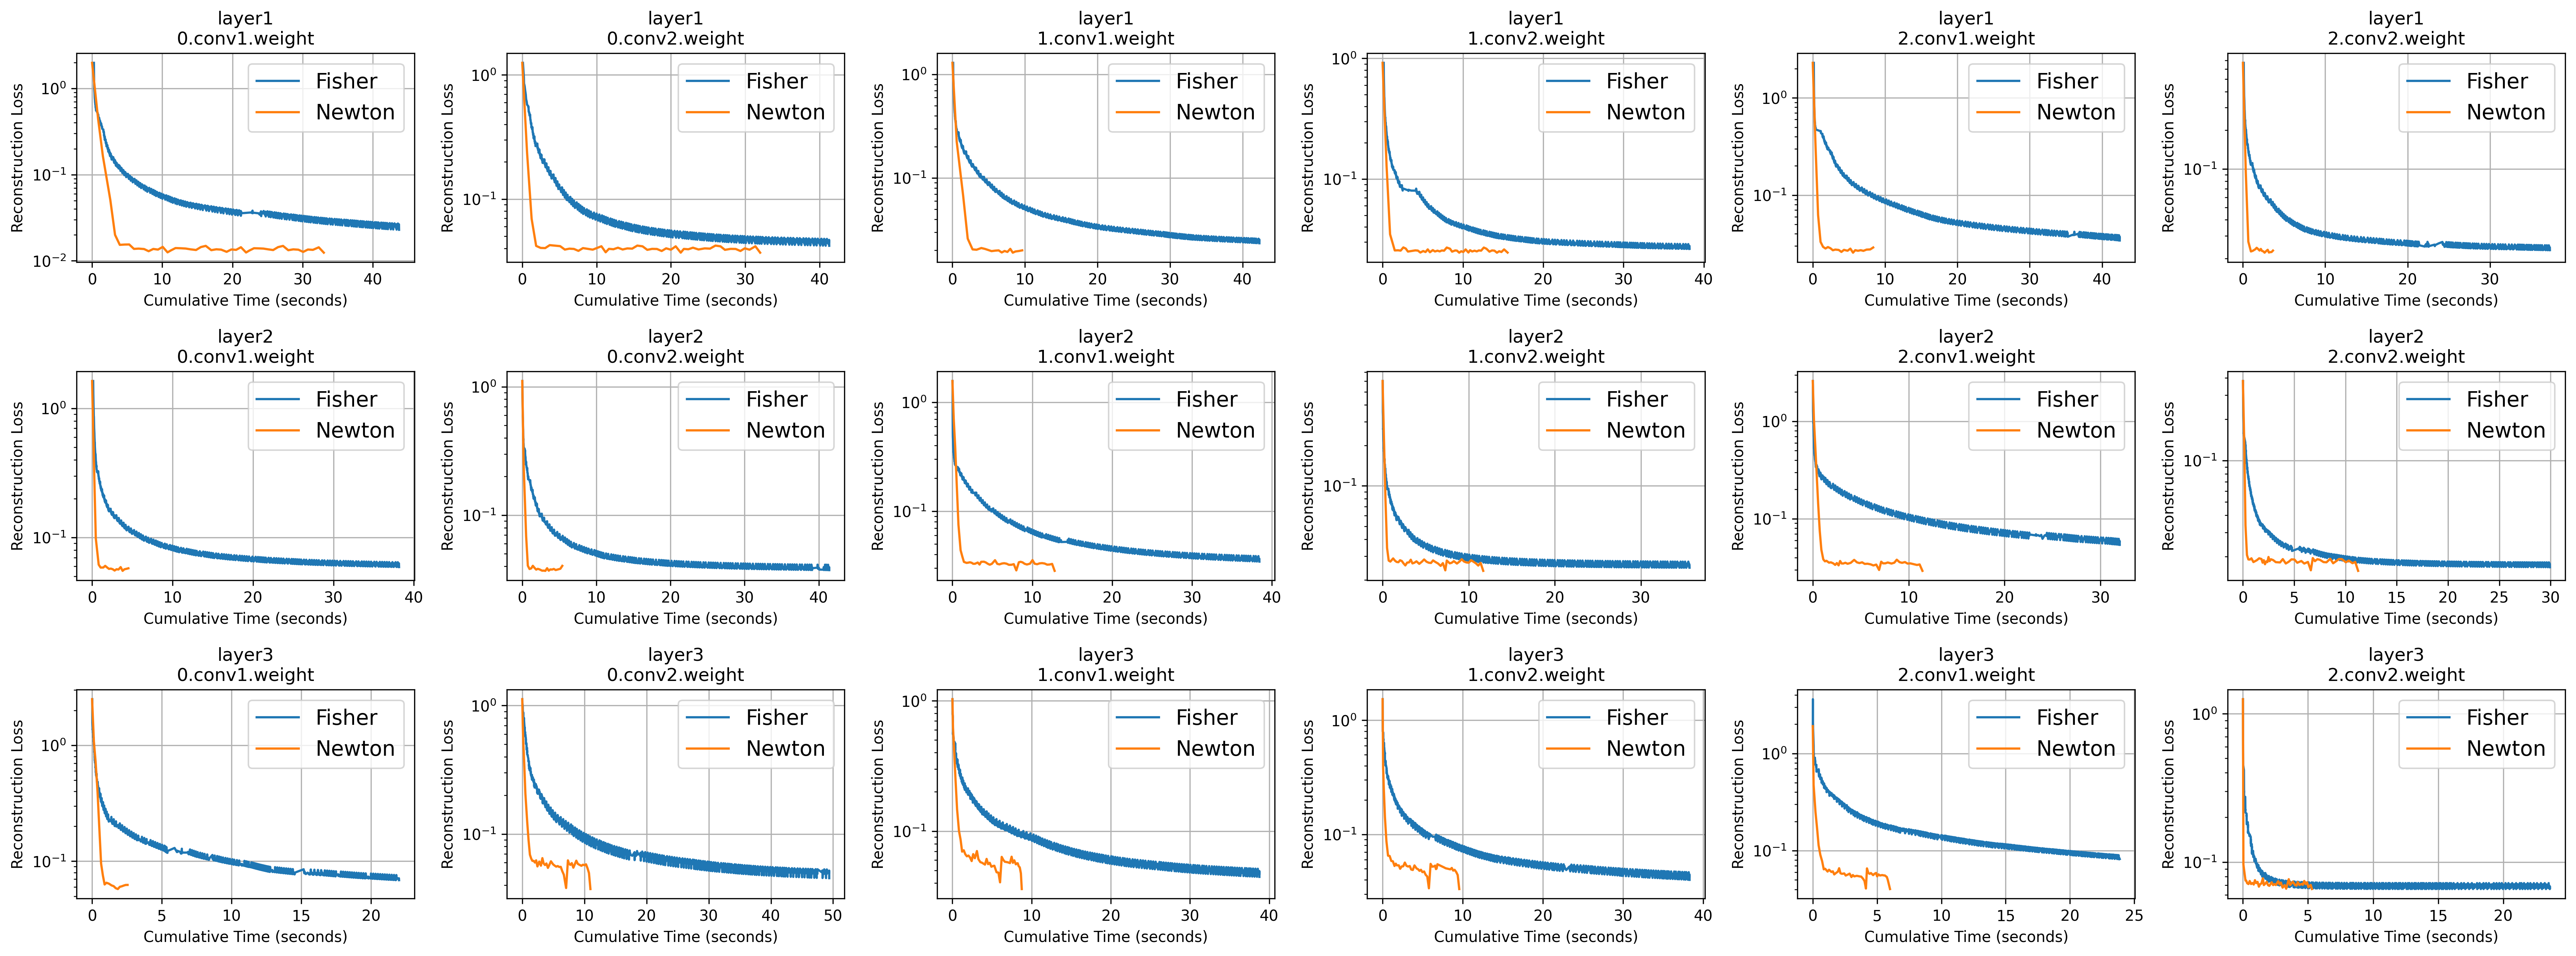 layer1
0.conv1.weight
Reconstruction Loss
10⁰
10⁻¹
10⁻²
Fisher
Newton
0 10 20 30 40
Cumulative Time (seconds)
layer1
0.conv2.weight
Reconstruction Loss
10⁰
10⁻¹
Fisher
Newton
0 10 20 30 40
Cumulative Time (seconds)
layer1
1.conv1.weight
Reconstruction Loss
10⁰
10⁻¹
Fisher
Newton
0 10 20 30 40
Cumulative Time (seconds)
layer1
1.conv2.weight
Reconstruction Loss
10⁰
10⁻¹
Fisher
Newton
0 10 20 30 40
Cumulative Time (seconds)
layer1
2.conv1.weight
Reconstruction Loss
10⁰
10⁻¹
Fisher
Newton
0 10 20 30 40
Cumulative Time (seconds)
layer1
2.conv2.weight
Reconstruction Loss
10⁻¹
Fisher
Newton
0 10 20 30
Cumulative Time (seconds)
layer2
0.conv1.weight
Reconstruction Loss
10⁰
10⁻¹
Fisher
Newton
0 10 20 30 40
Cumulative Time (seconds)
layer2
0.conv2.weight
Reconstruction Loss
10⁰
10⁻¹
Fisher
Newton
0 10 20 30 40
Cumulative Time (seconds)
layer2
1.conv1.weight
Reconstruction Loss
10⁰
10⁻¹
Fisher
Newton
0 10 20 30 40
Cumulative Time (seconds)
layer2
1.conv2.weight
Reconstruction Loss
10⁻¹
Fisher
Newton
0 10 20 30
Cumulative Time (seconds)
layer2
2.conv1.weight
Reconstruction Loss
10⁰
10⁻¹
Fisher
Newton
0 10 20 30
Cumulative Time (seconds)
layer2
2.conv2.weight
Reconstruction Loss
10⁻¹
Fisher
Newton
0 5 10 15 20 25 30
Cumulative Time (seconds)
layer3
0.conv1.weight
Reconstruction Loss
10⁰
10⁻¹
Fisher
Newton
0 5 10 15 20
Cumulative Time (seconds)
layer3
0.conv2.weight
Reconstruction Loss
10⁰
10⁻¹
Fisher
Newton
0 10 20 30 40 50
Cumulative Time (seconds)
layer3
1.conv1.weight
Reconstruction Loss
10⁰
10⁻¹
Fisher
Newton
0 10 20 30 40
Cumulative Time (seconds)
layer3
1.conv2.weight
Reconstruction Loss
10⁰
10⁻¹
Fisher
Newton
0 10 20 30 40
Cumulative Time (seconds)
layer3
2.conv1.weight
Reconstruction Loss
10⁰
10⁻¹
Fisher
Newton
0 5 10 15 20 25
Cumulative Time (seconds)
layer3
2.conv2.weight
Reconstruction Loss
10⁰
10⁻¹
Fisher
Newton
0 5 10 15 20
Cumulative Time (seconds)